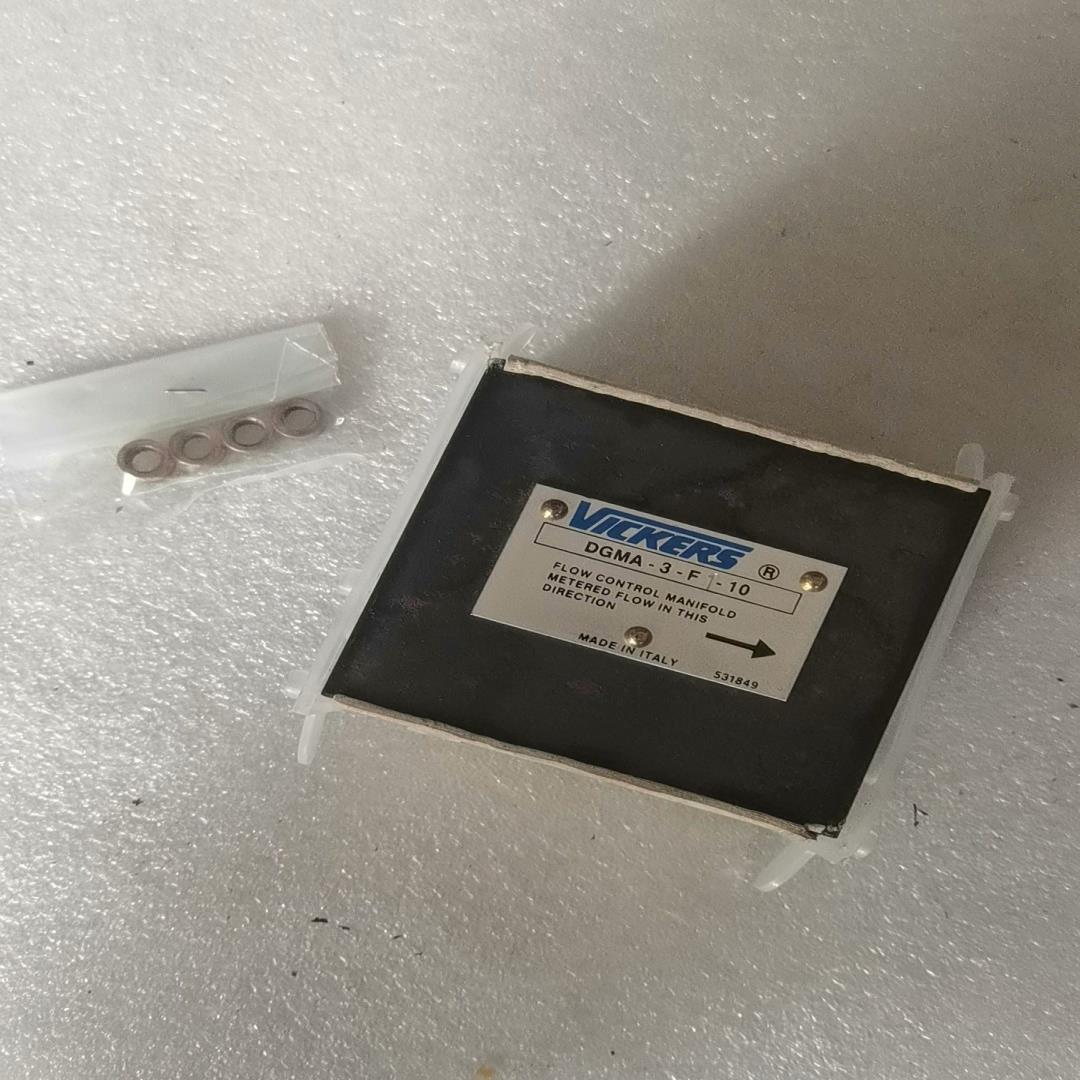 VICKERS ®
DGMA-3-F1-10
FLOW CONTROL MANIFOLD
METERED FLOW IN THIS
DIRECTION
MADE IN ITALY
531849